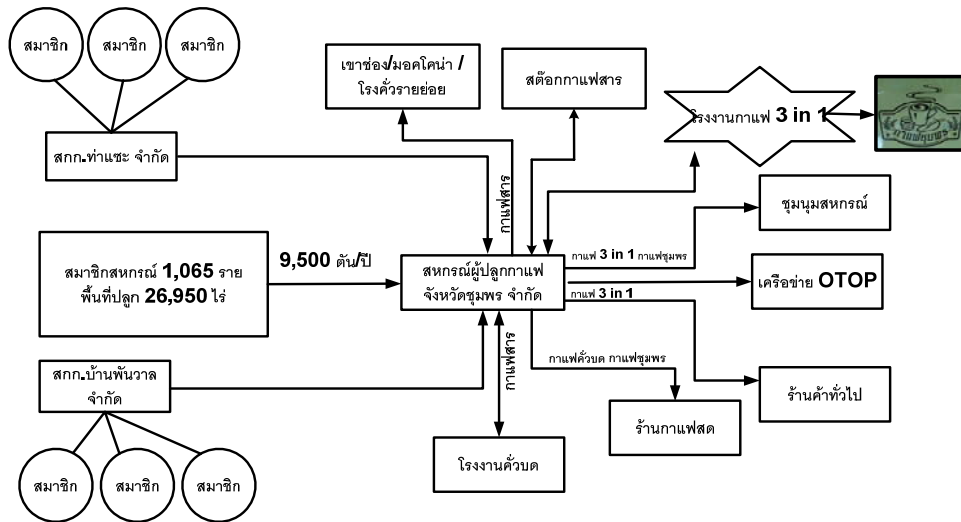 สมาชิก
สมาชิก
สมาชิก
เขาช่อง/มอคโคน่า /
โรงคั่วรายย่อย
สต๊อกกาแฟสาร
โรงงานกาแฟ 3 in 1
กาแฟชุมพร
สกก.ท่าแซะ จำกัด
กาแฟสาร
ชุมนุมสหกรณ์
สมาชิกสหกรณ์ 1,065 ราย
พื้นที่ปลูก 26,950 ไร่
9,500 ตัน/ปี
สหกรณ์ผู้ปลูกกาแฟ
จังหวัดชุมพร จำกัด
กาแฟ 3 in 1 กาแฟชุมพร
กาแฟ 3 in 1
เครือข่าย OTOP
สกก.บ้านพันวาล
จำกัด
กาแฟสาร
กาแฟคั่วบด กาแฟชุมพร
ร้านค้าทั่วไป
ร้านกาแฟสด
โรงงานคั่วบด
สมาชิก
สมาชิก
สมาชิก